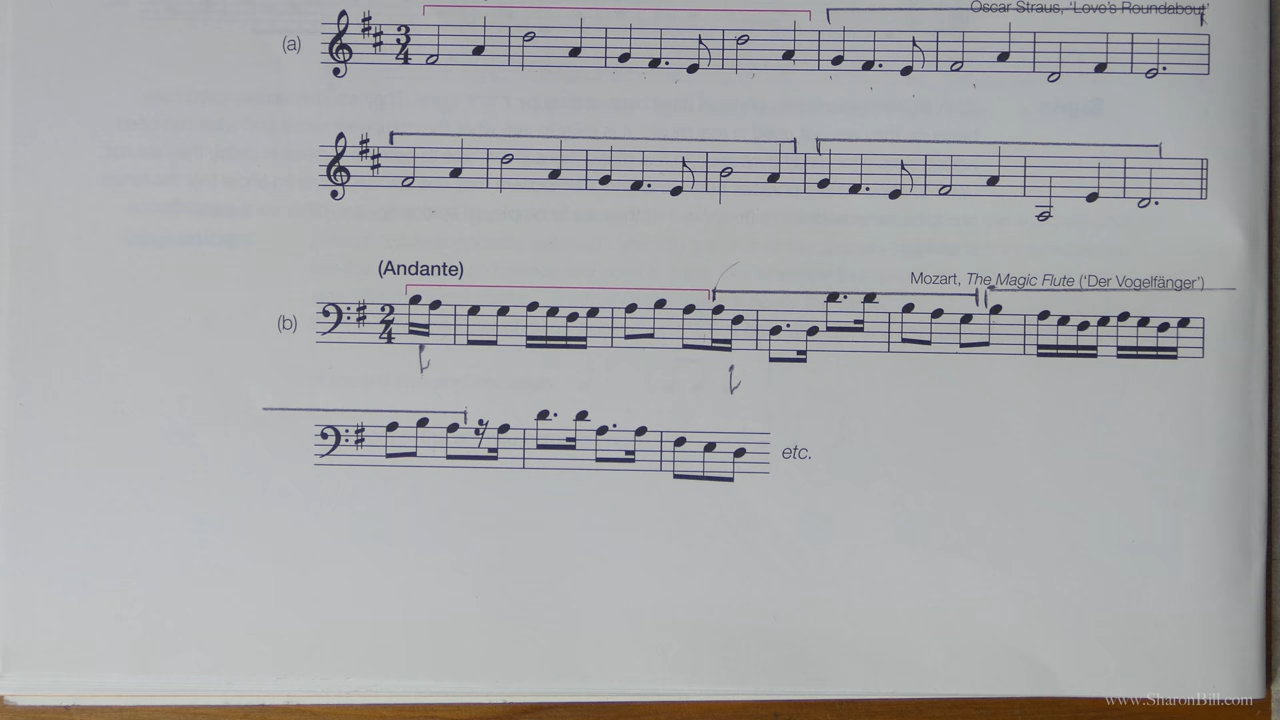 Oscar Straus, ‘Love’s Roundabout’
(a)
(Andante)
Mozart, The Magic Flute (‘Der Vogelfänger’)
(b)
etc.
www.SharonBill.com